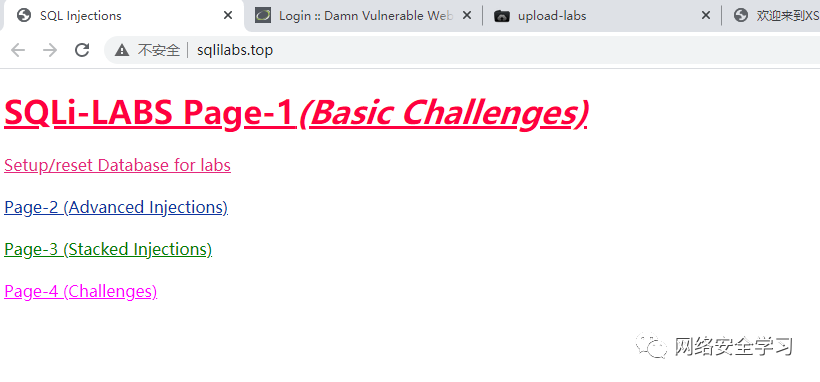 SQL Injections
Login :: Damn Vulnerable Web
upload-labs
欢迎来到XS
不安全
sqlilabs.top
SQLi-LABS Page-1(Basic Challenges)
Setup/reset Database for labs
Page-2 (Advanced Injections)
Page-3 (Stacked Injections)
Page-4 (Challenges)
网络安全学习